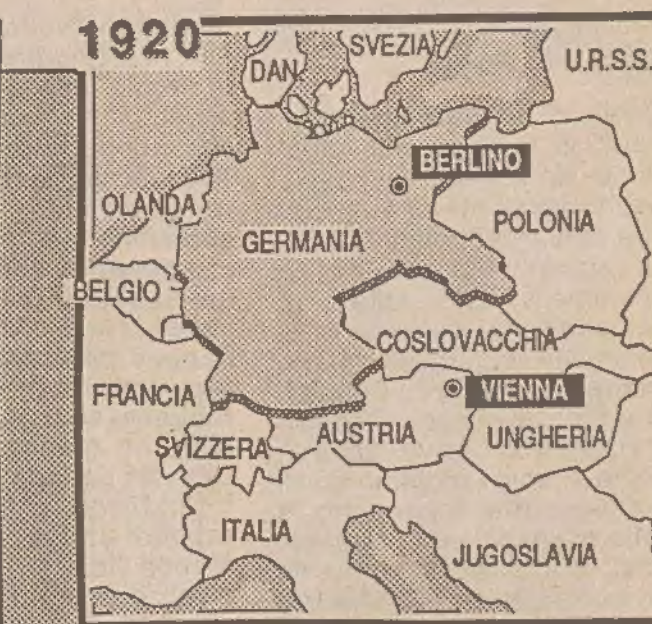 1920
SVEZIA
DAN.
U.R.S.S.
BERLINO
OLANDA
POLONIA
GERMANIA
BELGIO
COSLOVACCHIA
FRANCIA
VIENNA
SVIZZERA
AUSTRIA
UNGHERIA
ITALIA
JUGOSLAVIA